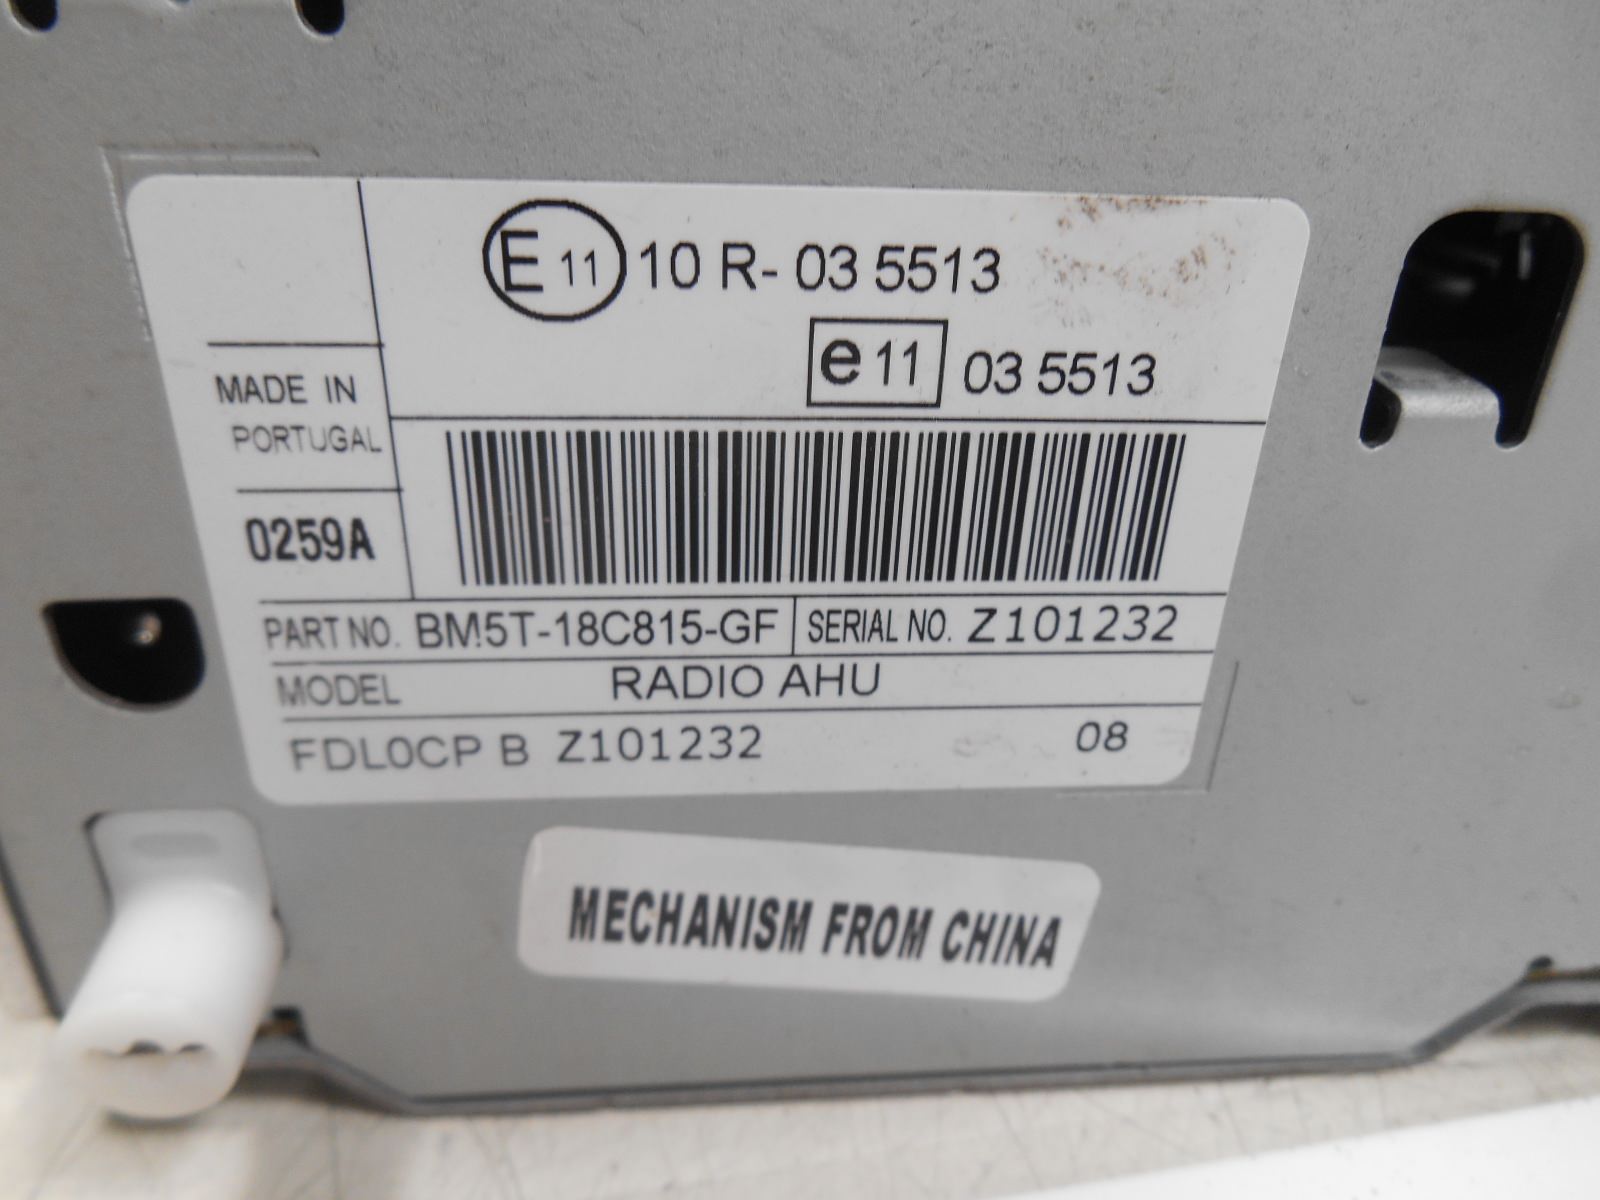 E 11 10 R- 03 5513
e 11 03 5513
MADE IN
PORTUGAL
0259A
PART NO. BM5T-18C815-GF SERIAL NO. Z101232
MODEL RADIO AHU
FDL0CP B Z101232 08
MECHANISM FROM CHINA